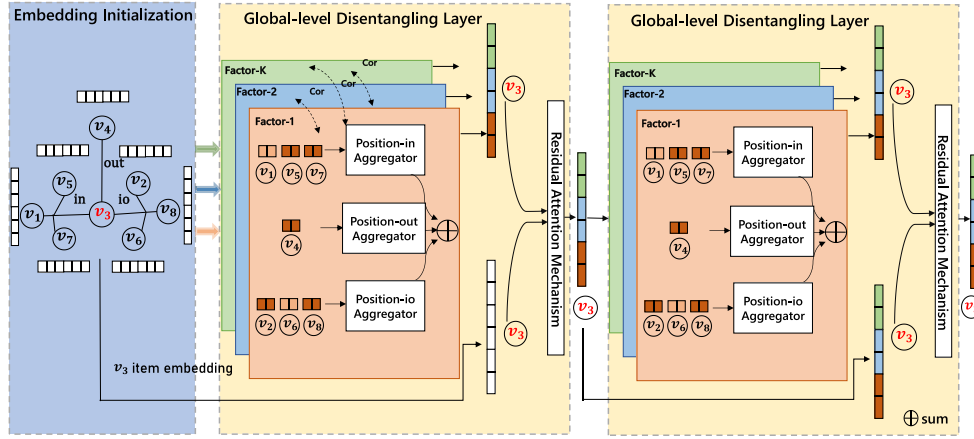 Embedding Initialization
v4
out
v5
v2
in
io
v1
v3
v8
v7
v6
v3 item embedding
Global-level Disentangling Layer
Factor-K
Cor
Cor
Factor-2
Cor
Factor-1
Position-in
Aggregator
v1
v5
v7
Position-out
Aggregator
v4
Position-io
Aggregator
v2
v6
v8
v3
v3
Residual Attention Mechanism
v3
Global-level Disentangling Layer
Factor-K
Factor-2
Factor-1
Position-in
Aggregator
v1
v5
v7
Position-out
Aggregator
v4
Position-io
Aggregator
v2
v6
v8
v3
v3
Residual Attention Mechanism
sum